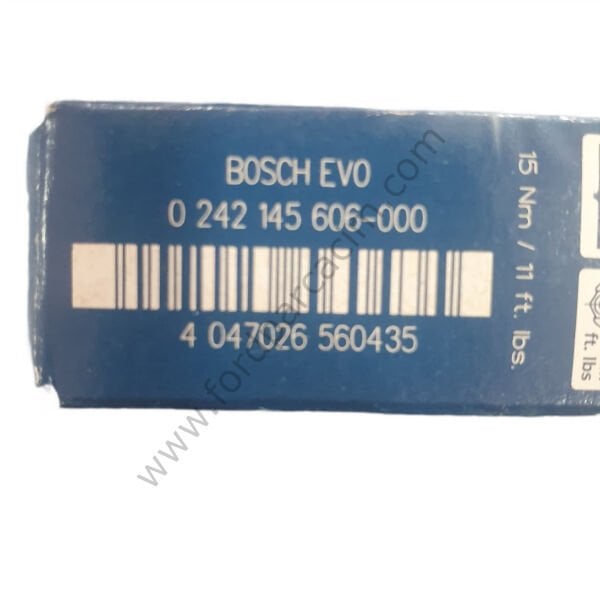 BOSCH EVO
0 242 145 606-000
4 047026 560435
15 Nm / 11 ft. lbs.
ft. lbs
www.fordparcacim.com